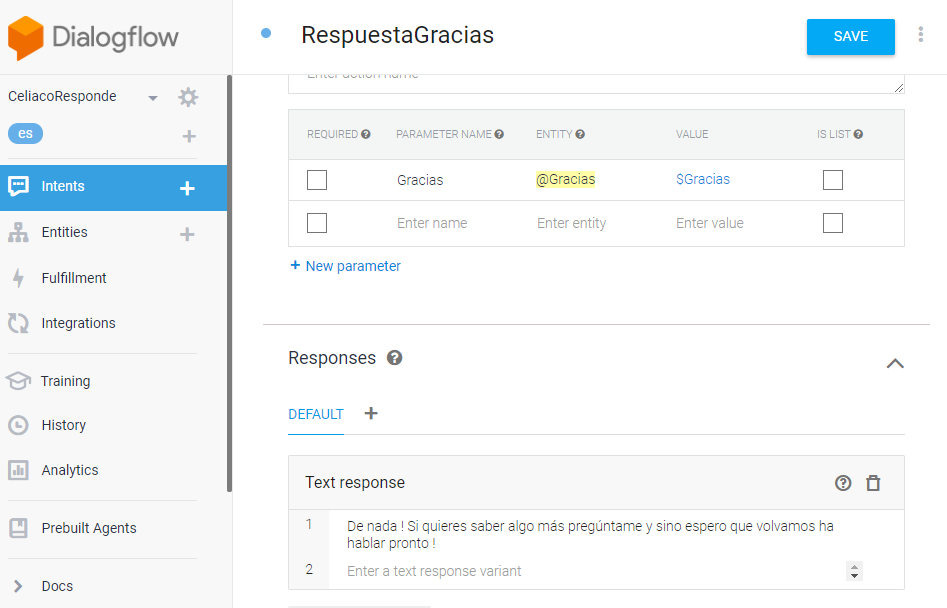 Dialogflow
CeliacoResponde
es
Intents
Entities
Fulfillment
Integrations
Training
History
Analytics
Prebuilt Agents
Docs
RespuestaGracias
SAVE
Enter action name
REQUIRED PARAMETER NAME ENTITY VALUE IS LIST
Gracias @Gracias $Gracias
Enter name Enter entity Enter value
+ New parameter
Responses
DEFAULT
Text response
1 De nada ! Si quieres saber algo más pregúntame y sino espero que volvamos ha
hablar pronto !
2 Enter a text response variant